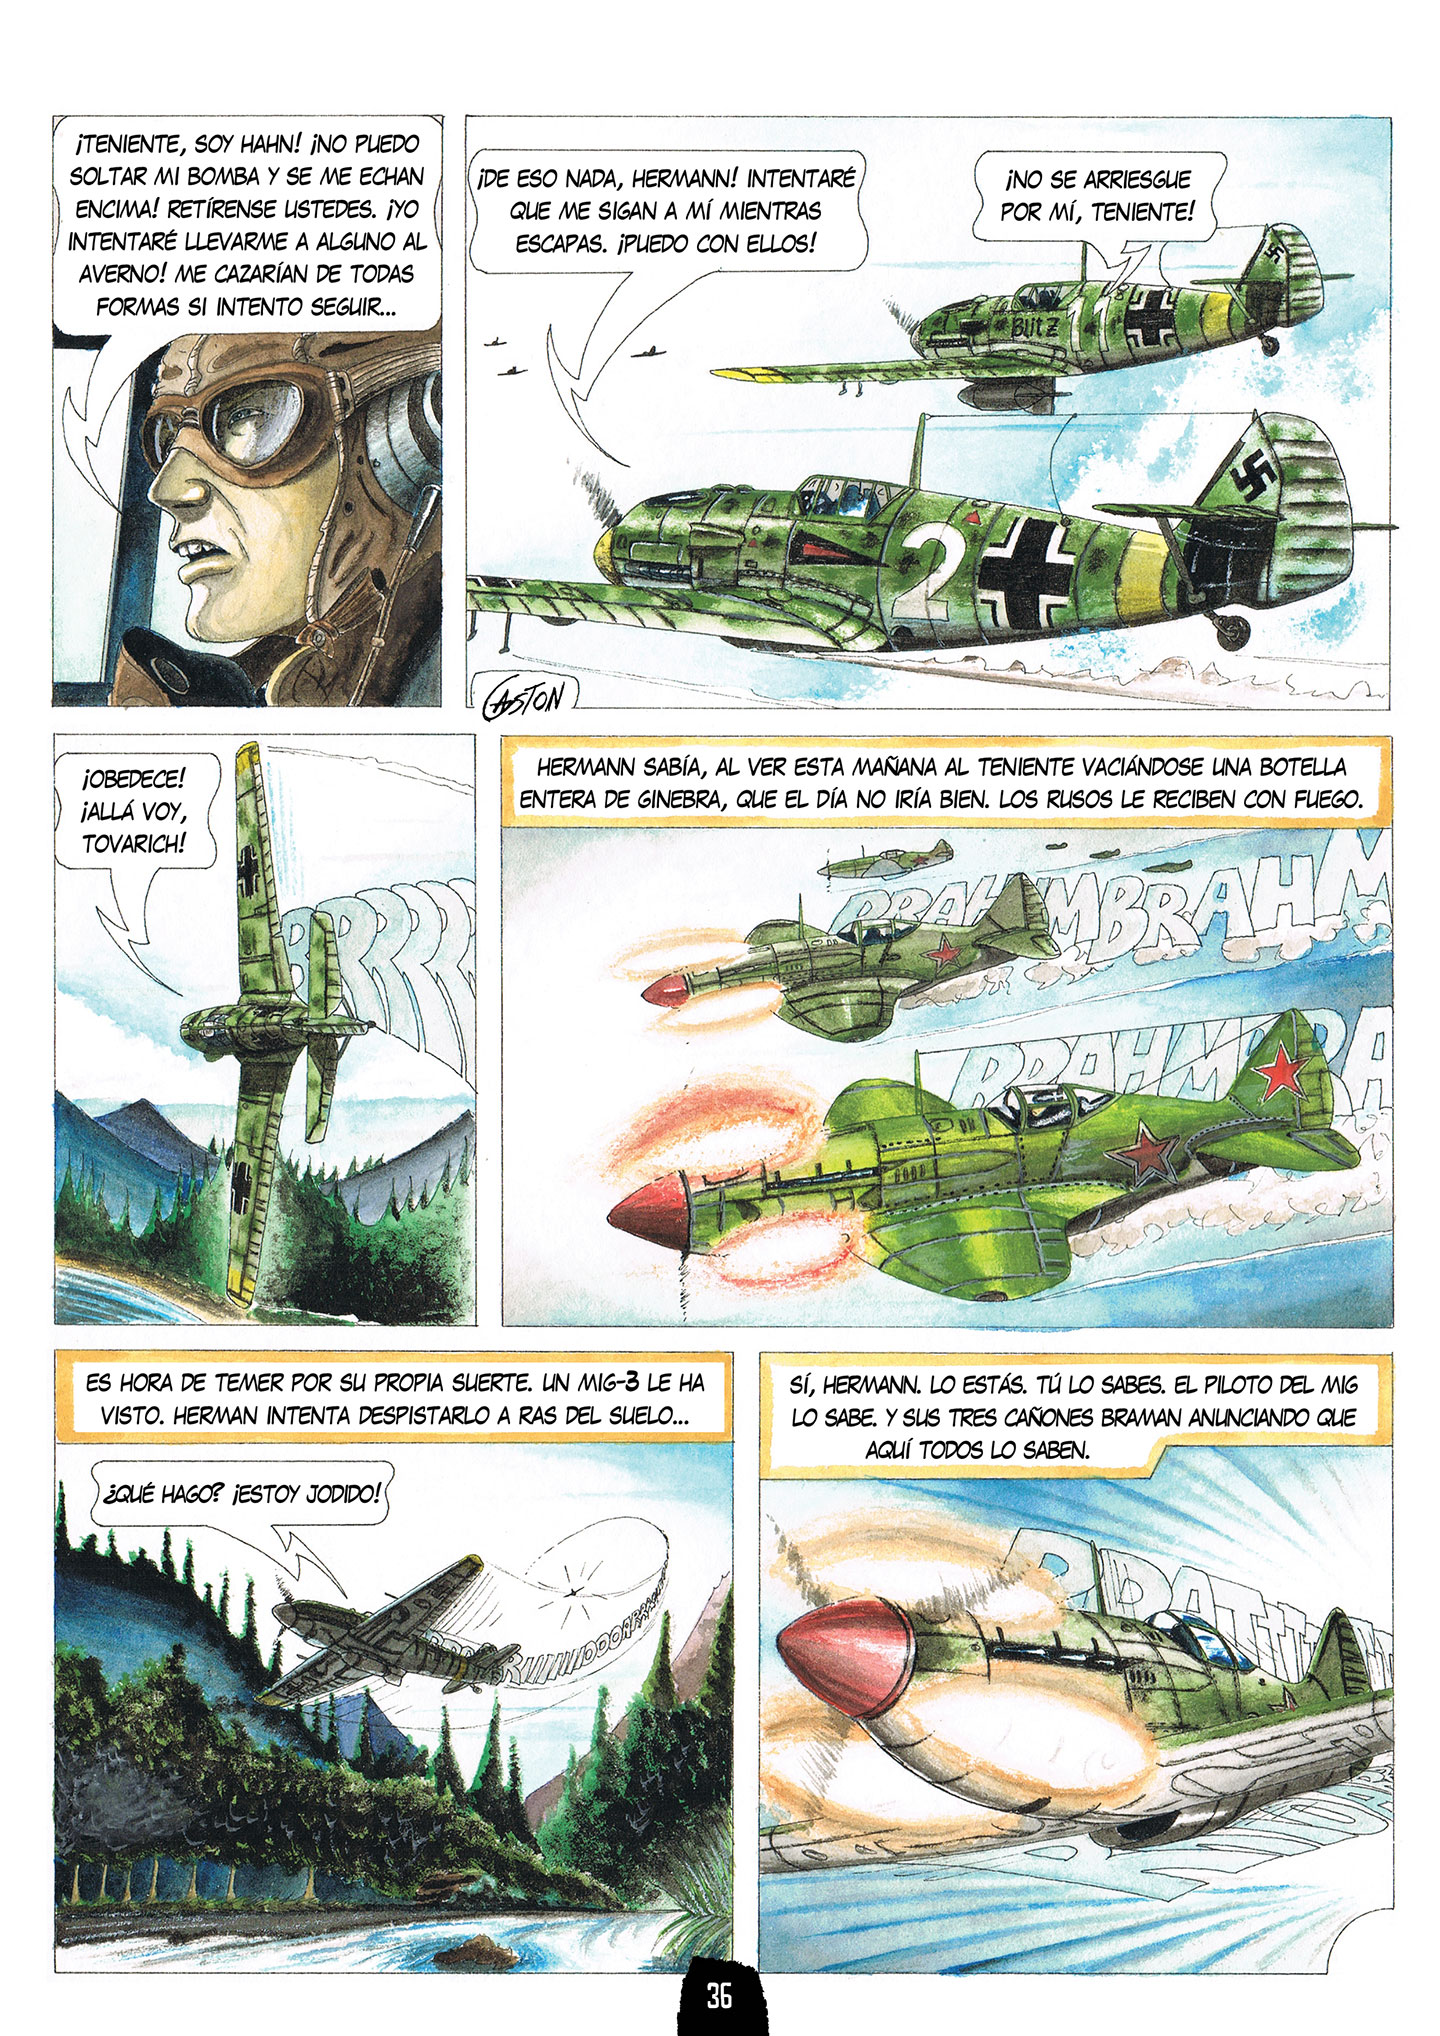 ¡TENIENTE, SOY HAHN! ¡NO PUEDO
SOLTAR MI BOMBA Y SE ME ECHAN
ENCIMA! RETÍRENSE USTEDES. ¡YO
INTENTARÉ LLEVARME A ALGUNO AL
AVERNO! ME CAZARÍAN DE TODAS
FORMAS SI INTENTO SEGUIR...
¡DE ESO NADA, HERMANN! INTENTARÉ
QUE ME SIGAN A MÍ MIENTRAS
ESCAPAS. ¡PUEDO CON ELLOS!
¡NO SE ARRIESGUE
POR MÍ, TENIENTE!
Blitz
2
GASTON
¡OBEDECE!
¡ALLÁ VOY,
TOVARICH!
HERMANN SABÍA, AL VER ESTA MAÑANA AL TENIENTE VACIÁNDOSE UNA BOTELLA
ENTERA DE GINEBRA, QUE EL DÍA NO IRÍA BIEN. LOS RUSOS LE RECIBEN CON FUEGO.
ES HORA DE TEMER POR SU PROPIA SUERTE. UN MIG-3 LE HA
VISTO. HERMAN INTENTA DESPISTARLO A RAS DEL SUELO...
¿QUÉ HAGO? ¡ESTOY JODIDO!
SÍ, HERMANN. LO ESTÁS. TÚ LO SABES. EL PILOTO DEL MIG
LO SABE. Y SUS TRES CAÑONES BRAMAN ANUNCIANDO QUE
AQUÍ TODOS LO SABEN.
36